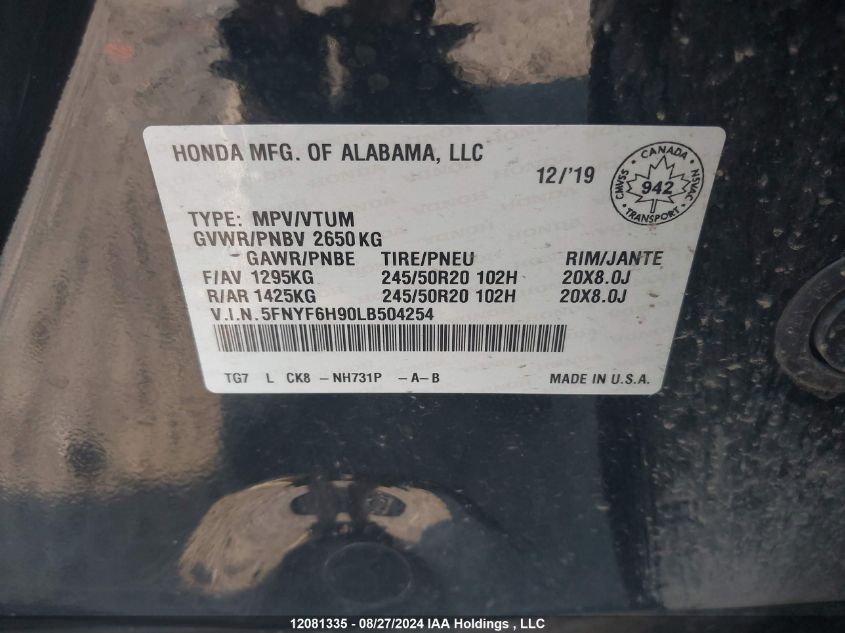 HONDA MFG. OF ALABAMA, LLC
12/'19
CANADA
CMVSS 942 NSVAC
TRANSPORT
TYPE: MPV/VTUM
GVWR/PNBV 2650KG
GAWR/PNBE TIRE/PNEU RIM/JANTE
F/AV 1295KG 245/50R20 102H 20X8.0J
R/AR 1425KG 245/50R20 102H 20X8.0J
V.I.N.5FNYF6H90LB504254
TG7 L CK8 -NH731P -A-B MADE IN U.S.A.
12081335 - 08/27/2024 IAA Holdings , LLC